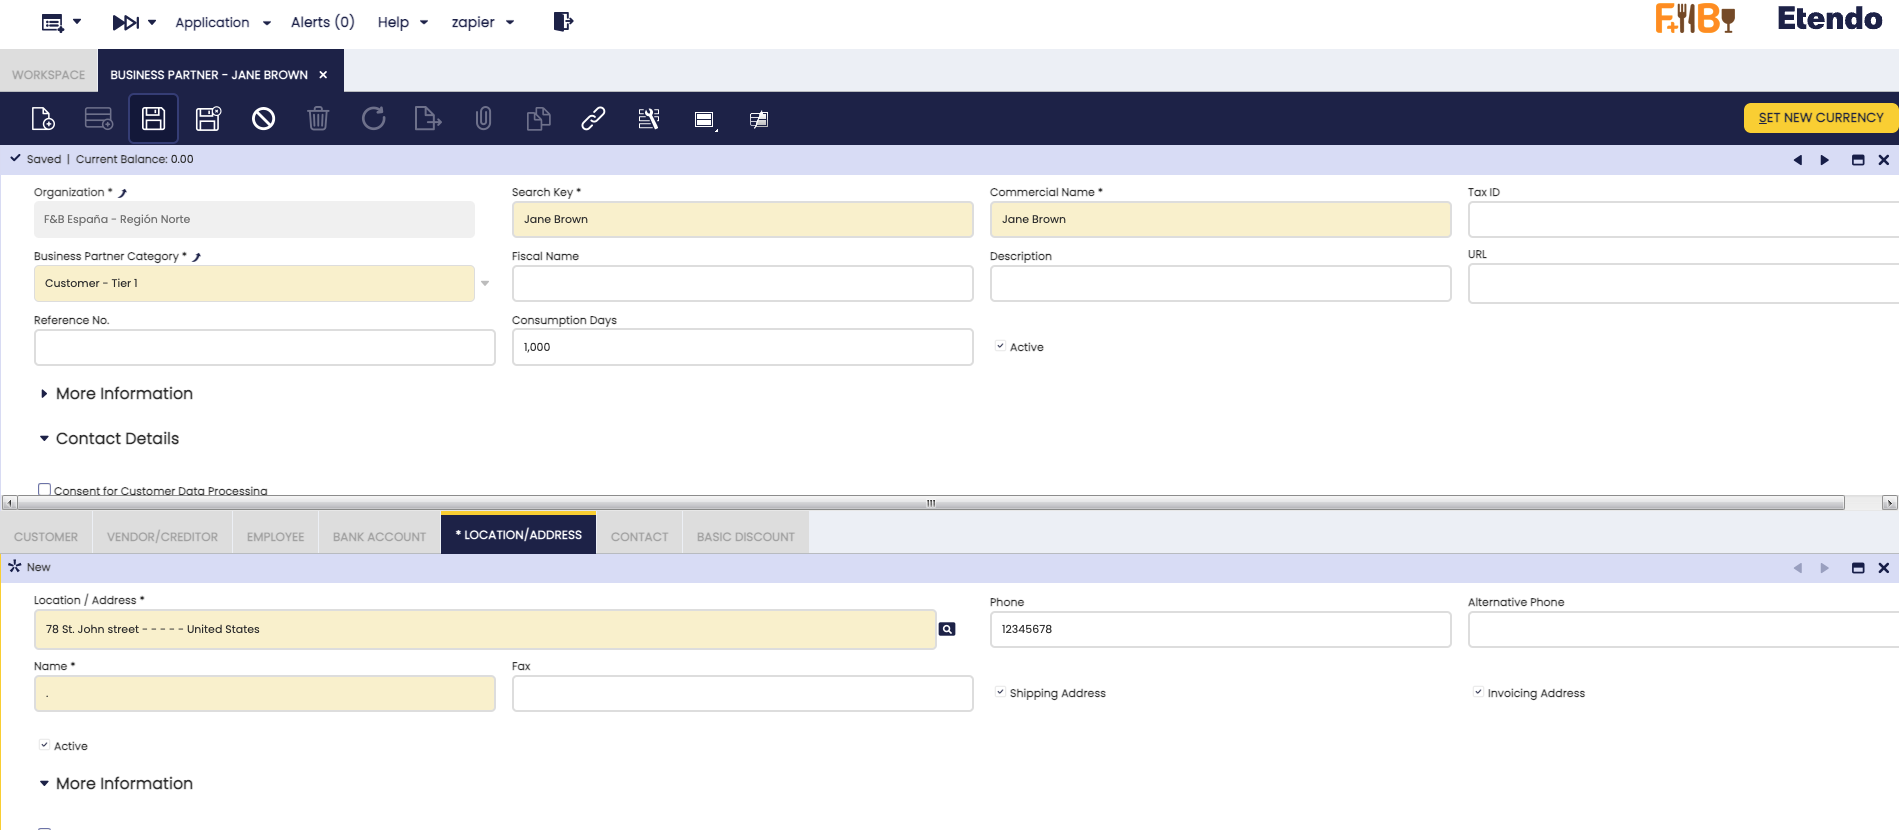 Application Alerts (0) Help zapier F&B Etendo
WORKSPACE BUSINESS PARTNER - JANE BROWN
SET NEW CURRENCY
Saved | Current Balance: 0.00
Organization * Search Key * Commercial Name * Tax ID
F&B España - Región Norte Jane Brown Jane Brown
Business Partner Category * Fiscal Name Description URL
Customer - Tier 1
Reference No. Consumption Days
1,000 Active
More Information
Contact Details
Consent for Customer Data Processing
CUSTOMER VENDOR/CREDITOR EMPLOYEE BANK ACCOUNT * LOCATION/ADDRESS CONTACT BASIC DISCOUNT
New
Location / Address * Phone Alternative Phone
78 St. John street - - - - - United States 12345678
Name * Fax
. Shipping Address Invoicing Address
Active
More Information